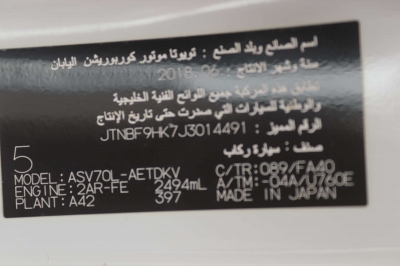 اسم الصانع وبلد الصنع : تويوتا موتور كوربوريشن اليابان
سنة وشهر الإنتاج : 2018.06
تطابق هذه المركبة جميع اللوائح الفنية الخليجية
والوطنية للسيارات التي صدرت حتى تاريخ الإنتاج
الرقم المميز : JTNBF9HK7J3014491
صنف : سيارة ركاب
5
MODEL: ASV70L-AETDKV C/TR: 089/FA40
ENGINE: 2AR-FE 2494mL A/TM: -04A/U760E
PLANT: A42 397 MADE IN JAPAN